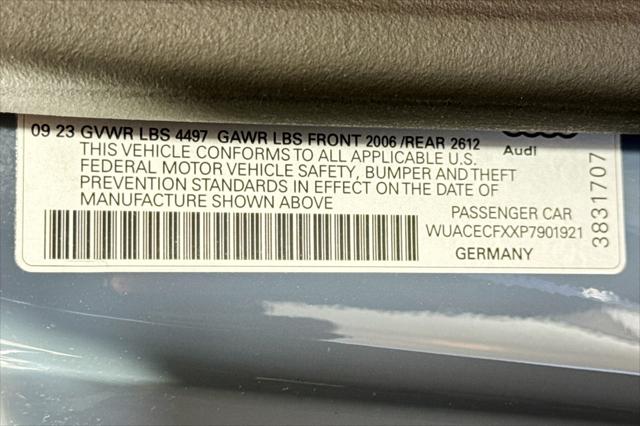 09 23 GVWR LBS 4497 GAWR LBS FRONT 2006 /REAR 2612
THIS VEHICLE CONFORMS TO ALL APPLICABLE U.S.
FEDERAL MOTOR VEHICLE SAFETY, BUMPER AND THEFT
PREVENTION STANDARDS IN EFFECT ON THE DATE OF
MANUFACTURE SHOWN ABOVE
Audi
PASSENGER CAR
WUACECFXXP7901921
GERMANY
3831707